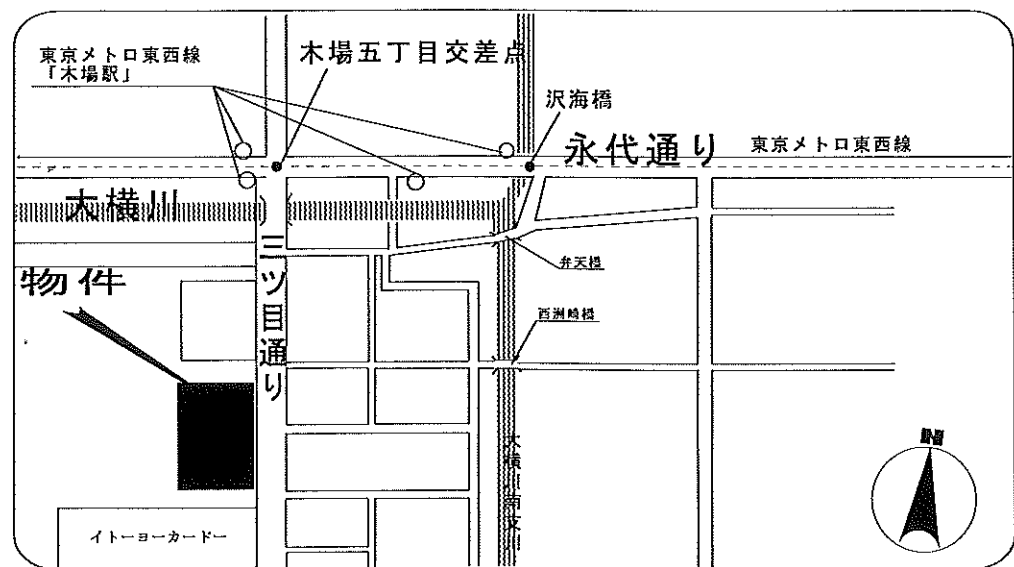 東京メトロ東西線
「木場駅」
木場五丁目交差点
沢海橋
永代通り
東京メトロ東西線
大横川
三ツ目通り
弁天橋
物件
西洲崎橋
大横川南支川
イトーヨーカドー
N